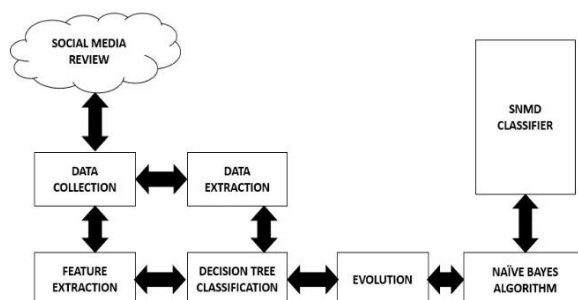 SOCIAL MEDIA
REVIEW
SNMD
CLASSIFIER
DATA
COLLECTION
DATA
EXTRACTION
FEATURE
EXTRACTION
DECISION TREE
CLASSIFICATION
EVOLUTION
NAÏVE BAYES
ALGORITHM